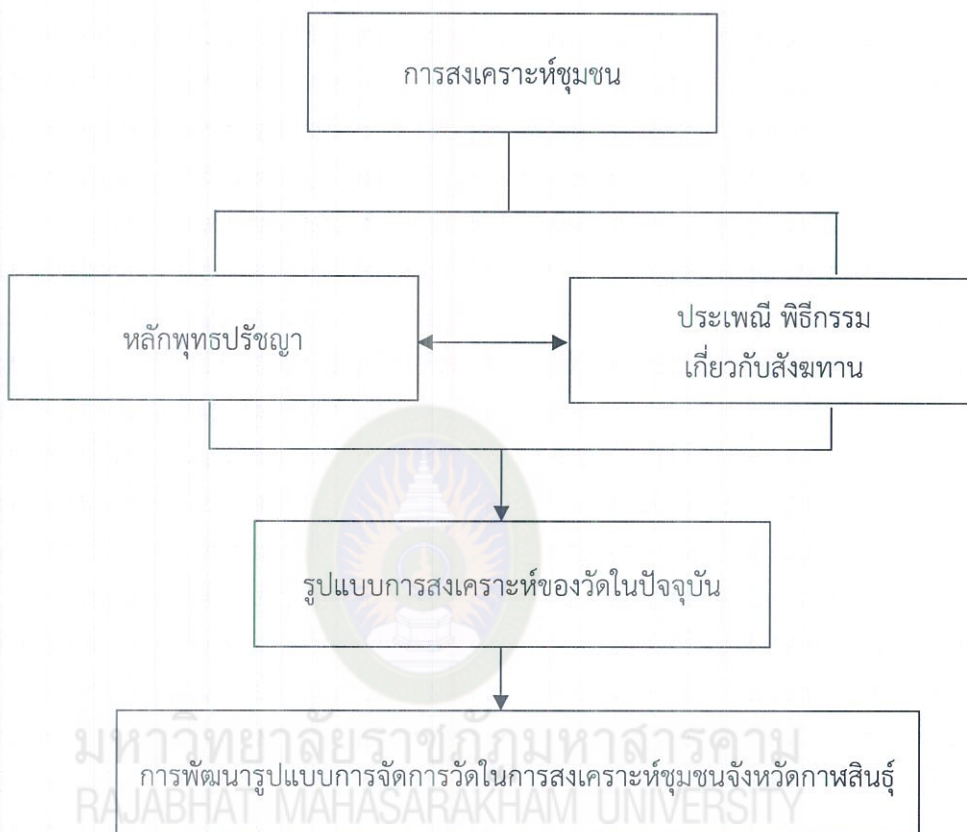 การสงเคราะห์ชุมชน
หลักพุทธปรัชญา
ประเพณี พิธีกรรม
เกี่ยวกับสังฆทาน
รูปแบบการสงเคราะห์ของวัดในปัจจุบัน
มหาวิทยาลัยราชภัฏมหาสารคาม
การพัฒนารูปแบบการจัดการวัดในการสงเคราะห์ชุมชนจังหวัดกาฬสินธุ์
RAJABHAT MAHASARAKHAM UNIVERSITY